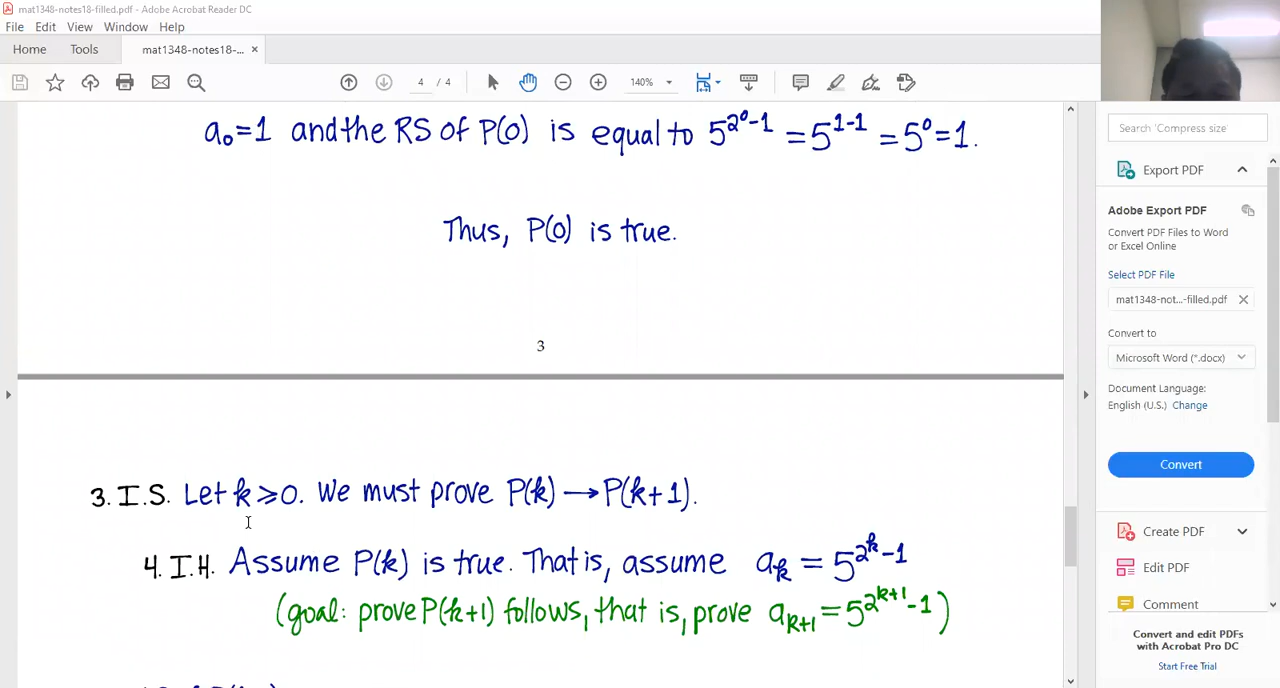 mat1348-notes18-filled.pdf - Adobe Acrobat Reader DC
File Edit View Window Help
Home Tools mat1348-notes18-... ×
4 / 4 140%
Search 'Compress size'
Export PDF
Adobe Export PDF
Convert PDF Files to Word
or Excel Online
Select PDF File
mat1348-not...-filled.pdf ×
Convert to
Microsoft Word (*.docx)
Document Language:
English (U.S.) Change
Convert
Create PDF
Edit PDF
Comment
Convert and edit PDFs
with Acrobat Pro DC
Start Free Trial
a₀=1 and the RS of P(0) is equal to 5^(2^0-1) = 5^(1-1) = 5^0 = 1.
Thus, P(0) is true.
3
3. I.S. Let k≥0. We must prove P(k)→P(k+1).
4. I.H. Assume P(k) is true. That is, assume a_k = 5^(2^k-1)
(goal: prove P(k+1) follows, that is, prove a_(k+1) = 5^(2^(k+1)-1))